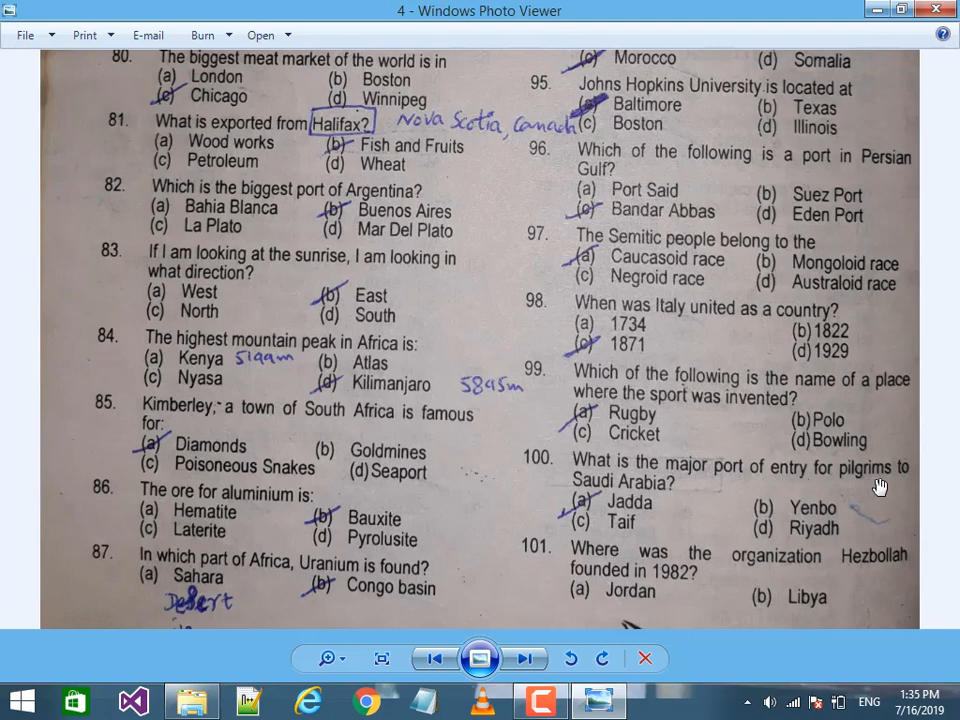 4 - Windows Photo Viewer
File Print E-mail Burn Open
80. The biggest meat market of the world is in
(a) London (b) Boston
(c) Chicago (d) Winnipeg
81. What is exported from Halifax? Nova Scotia, Canada
(a) Wood works (b) Fish and Fruits
(c) Petroleum (d) Wheat
82. Which is the biggest port of Argentina?
(a) Bahia Blanca (b) Buenos Aires
(c) La Plato (d) Mar Del Plato
83. If I am looking at the sunrise, I am looking in
what direction?
(a) West (b) East
(c) North (d) South
84. The highest mountain peak in Africa is:
(a) Kenya 5199m (b) Atlas
(c) Nyasa (d) Kilimanjaro 5895m
85. Kimberley, a town of South Africa is famous
for:
(a) Diamonds (b) Goldmines
(c) Poisoneous Snakes (d) Seaport
86. The ore for aluminium is:
(a) Hematite (b) Bauxite
(c) Laterite (d) Pyrolusite
87. In which part of Africa, Uranium is found?
(a) Sahara (b) Congo basin
Desert
(c) Morocco (d) Somalia
95. Johns Hopkins University is located at
(a) Baltimore (b) Texas
(c) Boston (d) Illinois
96. Which of the following is a port in Persian
Gulf?
(a) Port Said (b) Suez Port
(c) Bandar Abbas (d) Eden Port
97. The Semitic people belong to the
(a) Caucasoid race (b) Mongoloid race
(c) Negroid race (d) Australoid race
98. When was Italy united as a country?
(a) 1734 (b) 1822
(c) 1871 (d) 1929
99. Which of the following is the name of a place
where the sport was invented?
(a) Rugby (b) Polo
(c) Cricket (d) Bowling
100. What is the major port of entry for pilgrims to
Saudi Arabia?
(a) Jadda (b) Yenbo
(c) Taif (d) Riyadh
101. Where was the organization Hezbollah
founded in 1982?
(a) Jordan (b) Libya
ENG
1:35 PM
7/16/2019